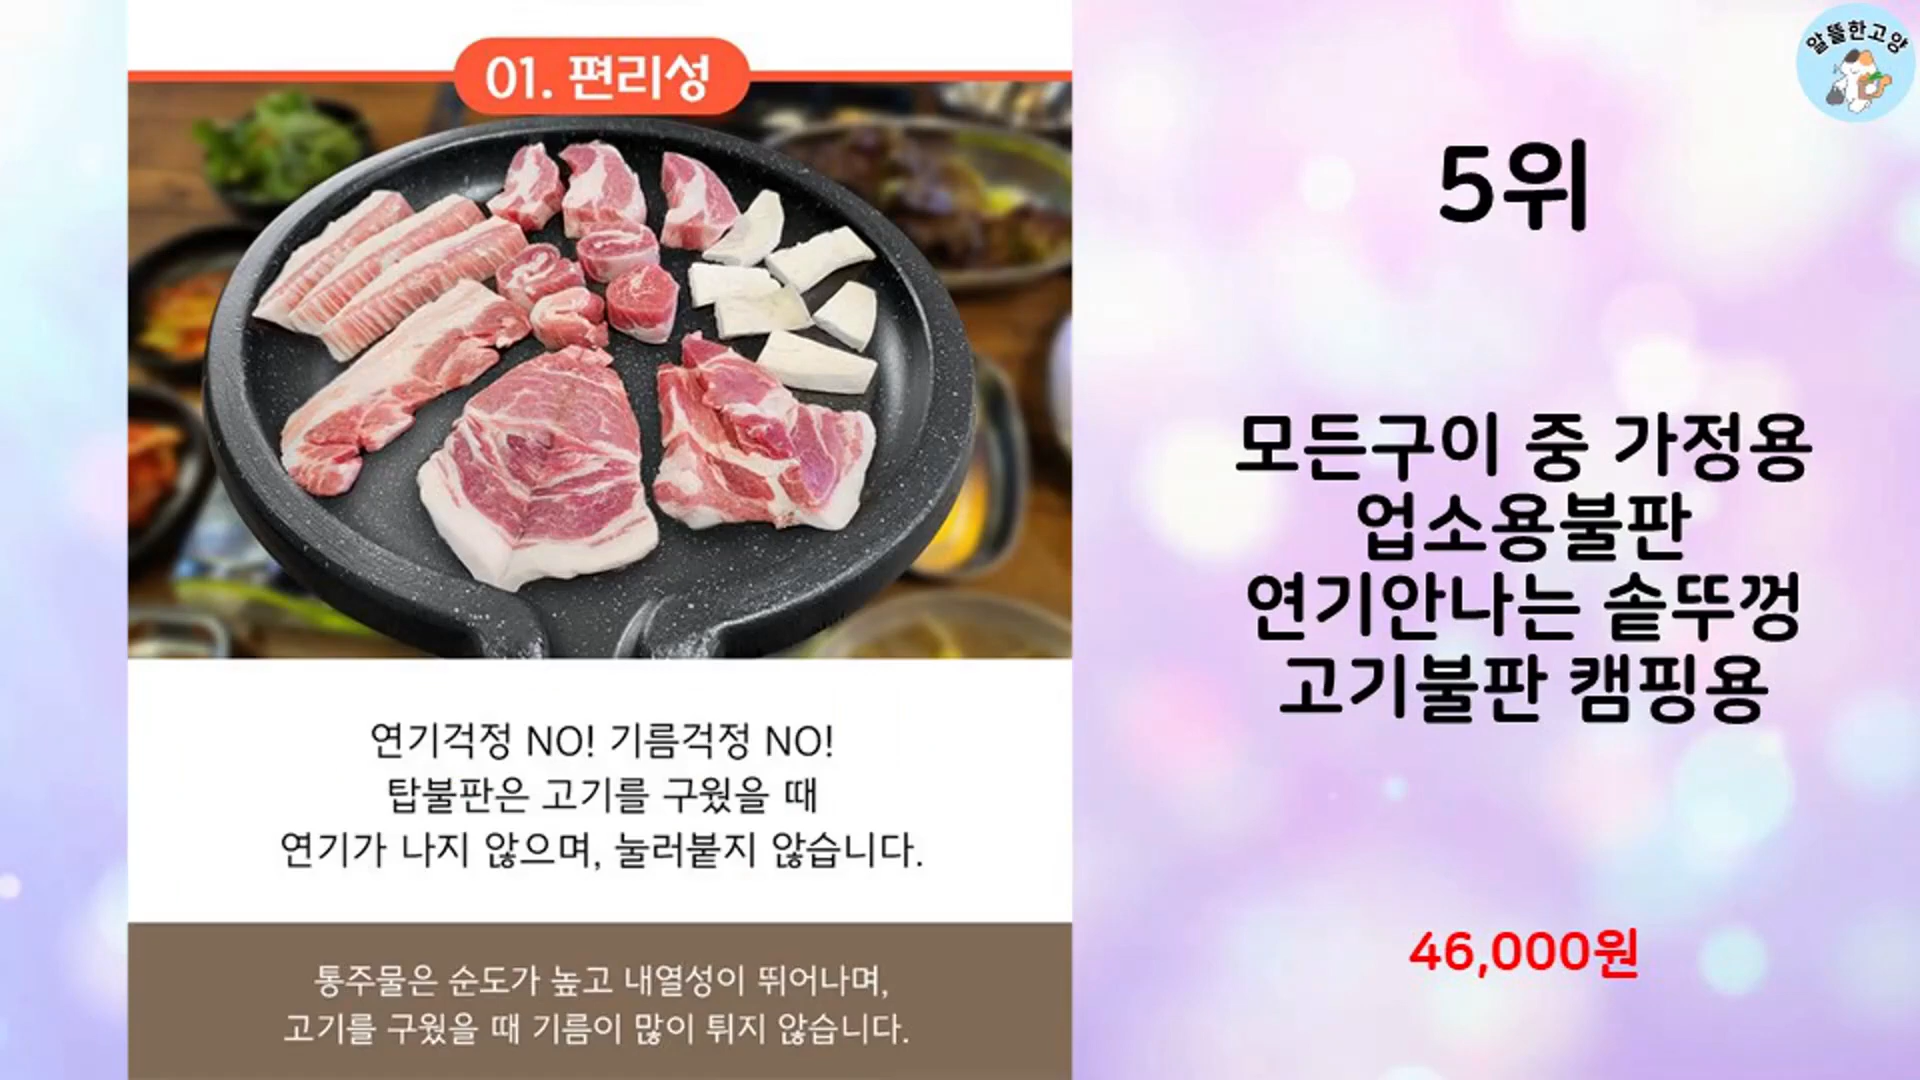 01. 편리성
연기걱정 NO! 기름걱정 NO!
탑불판은 고기를 구웠을 때
연기가 나지 않으며, 눌러붙지 않습니다.
통주물은 순도가 높고 내열성이 뛰어나며,
고기를 구웠을 때 기름이 많이 튀지 않습니다.
알뜰한고양
5위
모든구이 중 가정용
업소용불판
연기안나는 솥뚜껑
고기불판 캠핑용
46,000원